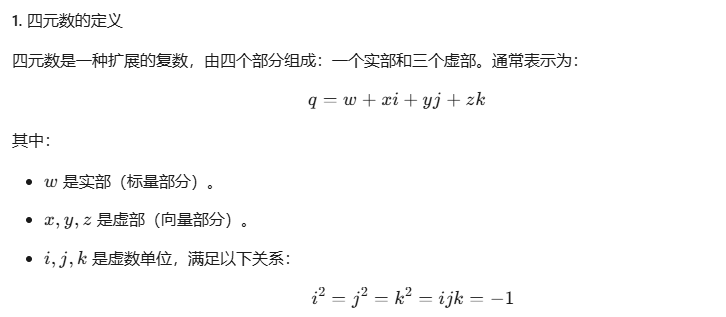 1. 四元数的定义
四元数是一种扩展的复数，由四个部分组成：一个实部和三个虚部。通常表示为：
q = w + xi + yj + zk
其中：
• w 是实部（标量部分）。
• x, y, z 是虚部（向量部分）。
• i, j, k 是虚数单位，满足以下关系：
i² = j² = k² = ijk = −1